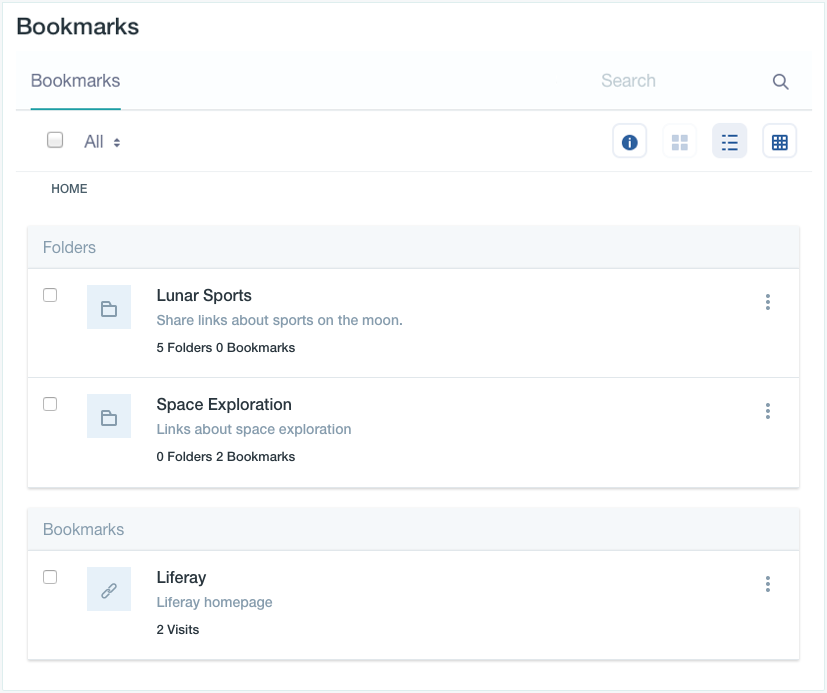 Bookmarks
Bookmarks Search
All
HOME
Folders
Lunar Sports
Share links about sports on the moon.
5 Folders 0 Bookmarks
Space Exploration
Links about space exploration
0 Folders 2 Bookmarks
Bookmarks
Liferay
Liferay homepage
2 Visits